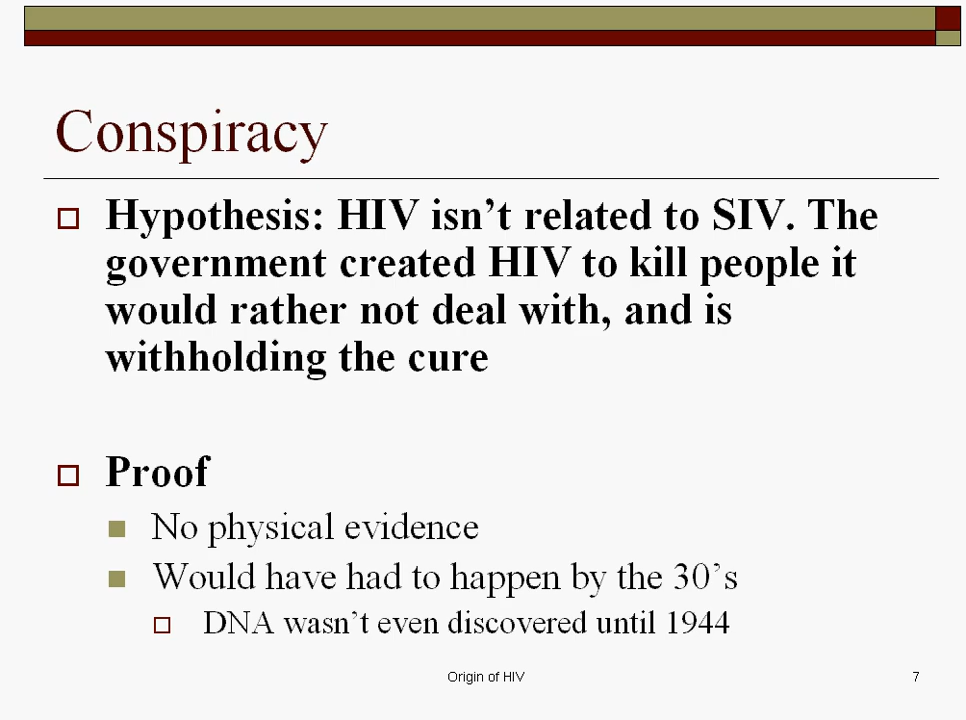 Conspiracy
Hypothesis: HIV isn’t related to SIV. The
government created HIV to kill people it
would rather not deal with, and is
withholding the cure
Proof
No physical evidence
Would have had to happen by the 30’s
DNA wasn’t even discovered until 1944
Origin of HIV
7